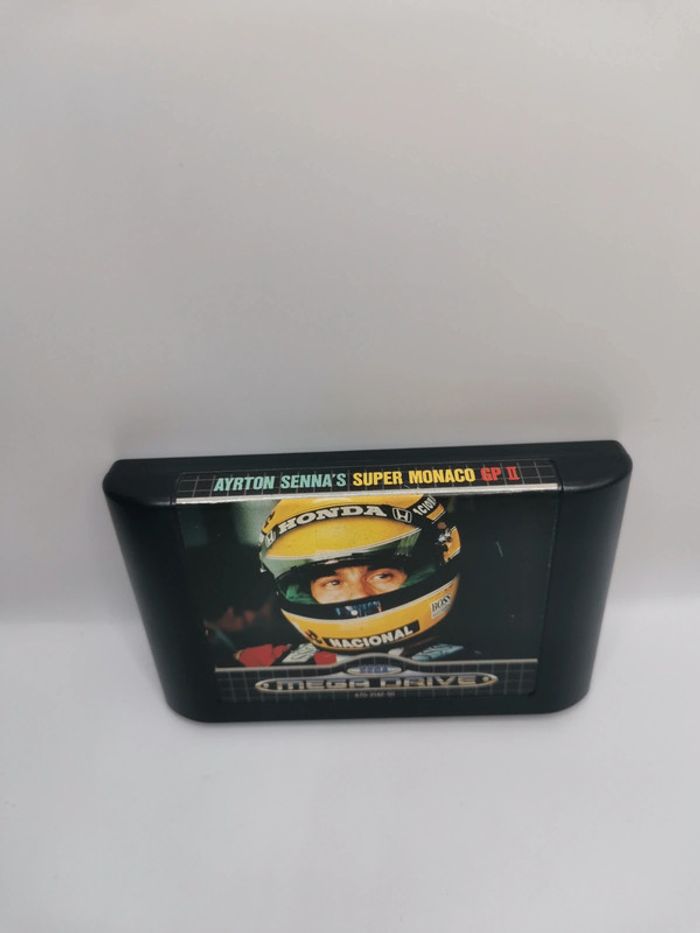 AYRTON SENNA'S SUPER MONACO GP II
HONDA
BOSS
NACIONAL
SEGA
MEGA DRIVE